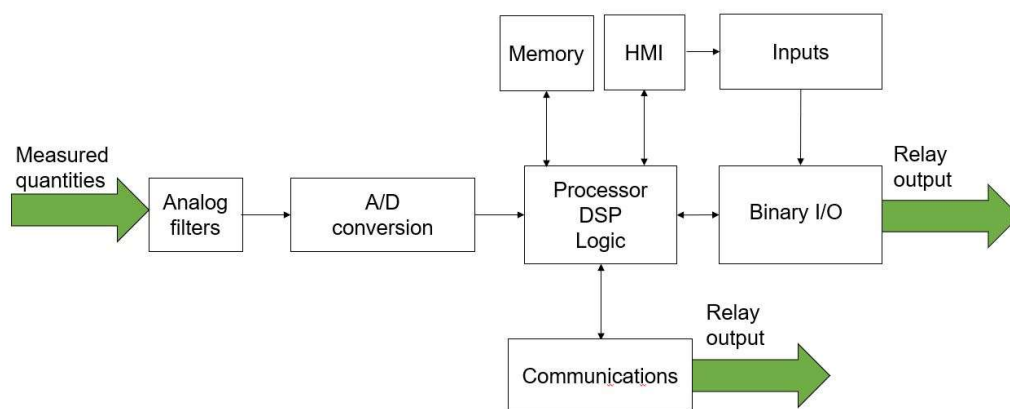 Memory
HMI
Inputs
Measured
quantities
Analog
filters
A/D
conversion
Processor
DSP
Logic
Binary I/O
Relay
output
Communications
Relay
output